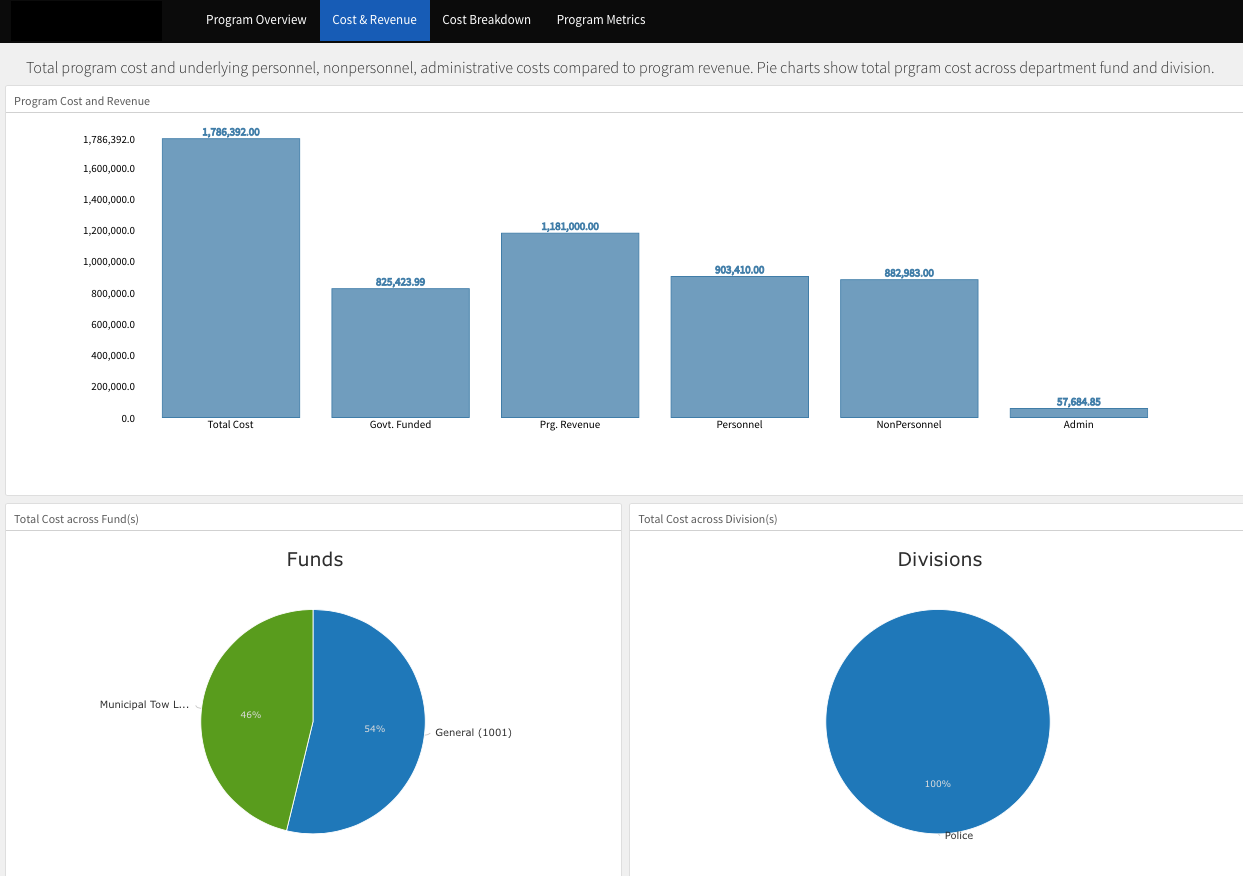 Program Overview Cost & Revenue Cost Breakdown Program Metrics
Total program cost and underlying personnel, nonpersonnel, administrative costs compared to program revenue. Pie charts show total prgram cost across department fund and division.
Program Cost and Revenue
1,786,392.0
1,600,000.0
1,400,000.0
1,200,000.0
1,000,000.0
800,000.0
600,000.0
400,000.0
200,000.0
0.0
1,786,392.00
825,423.99
1,181,000.00
903,410.00
882,983.00
57,684.85
Total Cost Govt. Funded Prg. Revenue Personnel NonPersonnel Admin
Total Cost across Fund(s)
Funds
Municipal Tow L...
46%
54%
General (1001)
Total Cost across Division(s)
Divisions
100%
Police